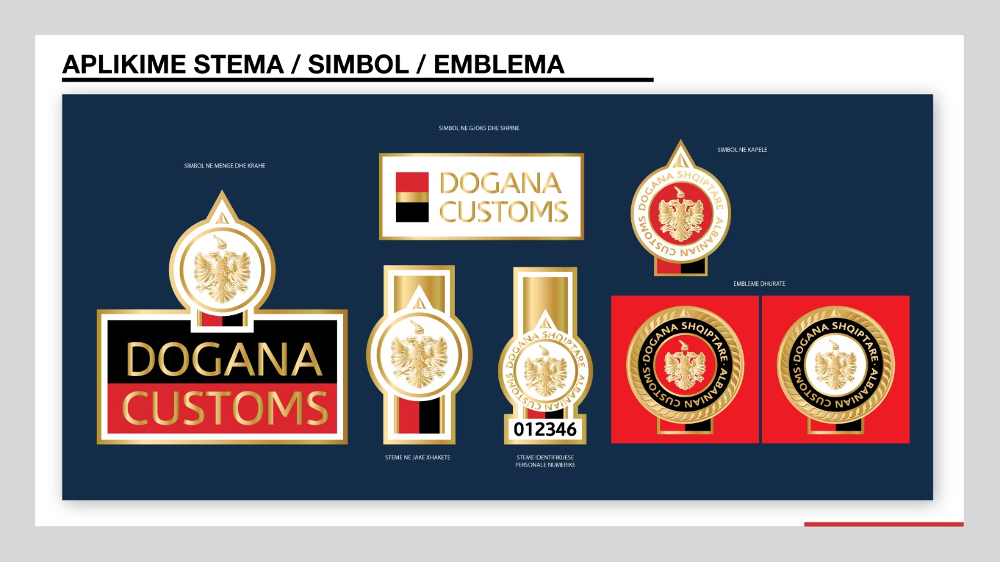 APLIKIME STEMA / SIMBOL / EMBLEMA
SIMBOL NE MENGE DHE KRAHE
DOGANA
CUSTOMS
SIMBOL NE GJOKS DHE SHPINE
DOGANA
CUSTOMS
SIMBOL NE KAPELE
DOGANA SHQIPTARE ALBANIAN CUSTOMS
STEME NE JAKE XHAKETE
DOGANA SHQIPTARE ALBANIAN CUSTOMS
012346
STEME IDENTIFIKUESE
PERSONALE NUMERIKE
EMBLEME DHURATE
DOGANA SHQIPTARE · ALBANIAN CUSTOMS ·
DOGANA SHQIPTARE · ALBANIAN CUSTOMS ·